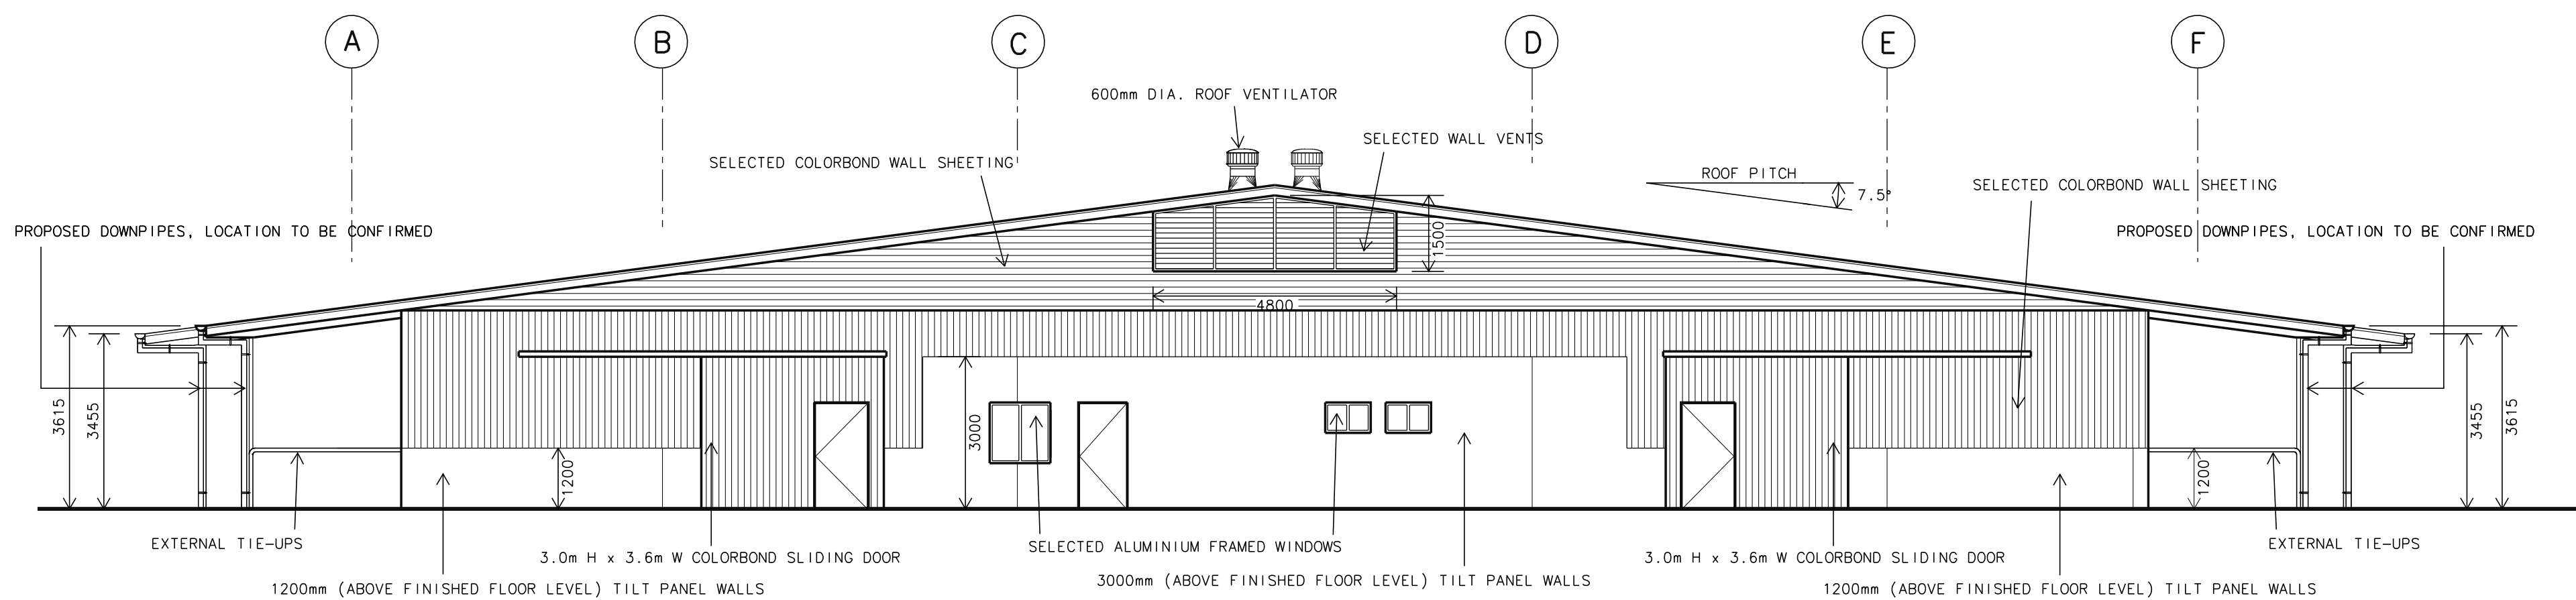 A
B
C
D
E
F
600mm DIA. ROOF VENTILATOR
SELECTED WALL VENTS
SELECTED COLORBOND WALL SHEETING
ROOF PITCH
7.5°
SELECTED COLORBOND WALL SHEETING
PROPOSED DOWNPIPES, LOCATION TO BE CONFIRMED
PROPOSED DOWNPIPES, LOCATION TO BE CONFIRMED
1500
4800
3615
3455
3000
1200
1200
3455
3615
EXTERNAL TIE-UPS
3.0m H x 3.6m W COLORBOND SLIDING DOOR
SELECTED ALUMINIUM FRAMED WINDOWS
3.0m H x 3.6m W COLORBOND SLIDING DOOR
EXTERNAL TIE-UPS
1200mm (ABOVE FINISHED FLOOR LEVEL) TILT PANEL WALLS
3000mm (ABOVE FINISHED FLOOR LEVEL) TILT PANEL WALLS
1200mm (ABOVE FINISHED FLOOR LEVEL) TILT PANEL WALLS